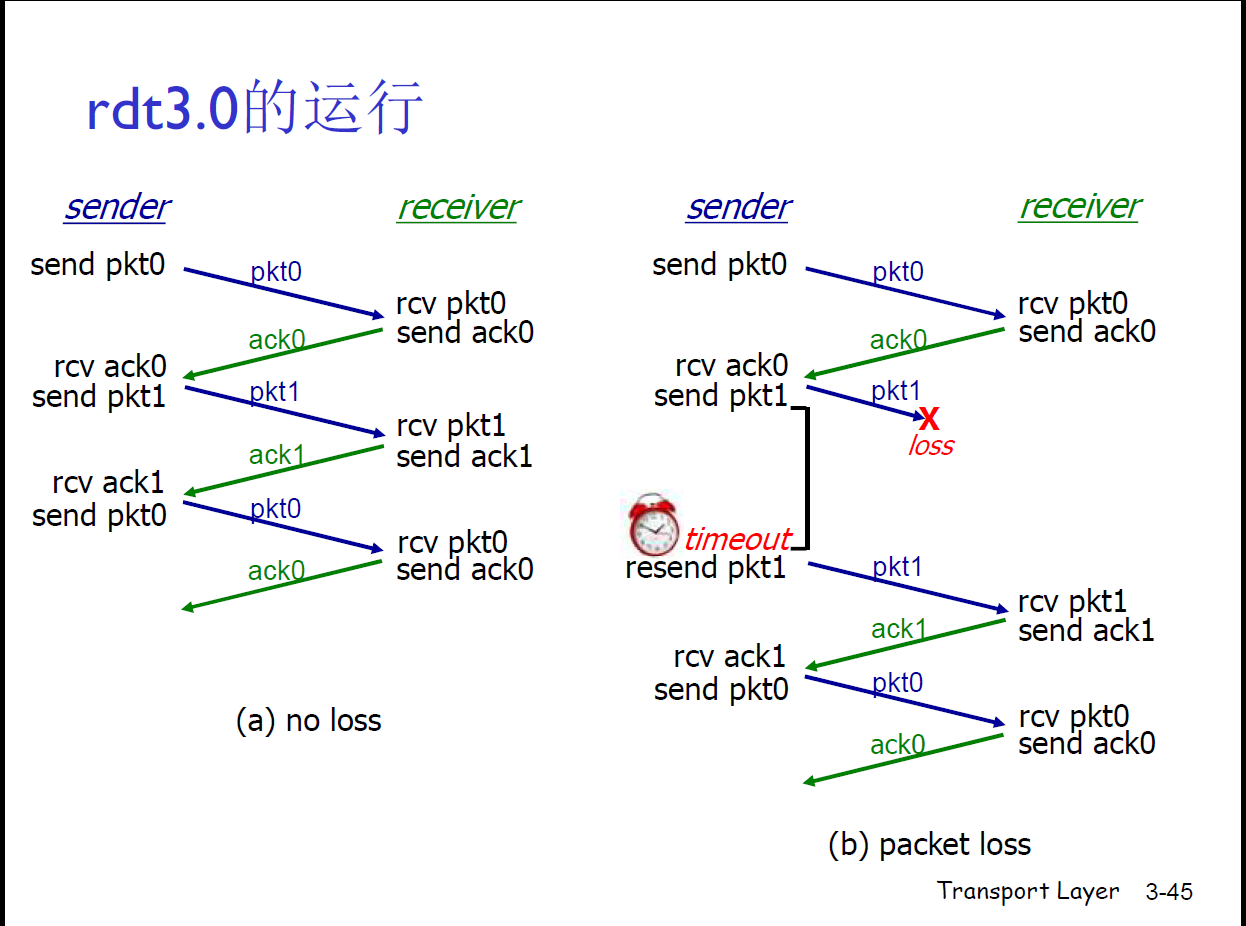 rdt3.0的运行
sender
receiver
send pkt0
pkt0
rcv pkt0
send ack0
ack0
rcv ack0
send pkt1
pkt1
rcv pkt1
send ack1
ack1
rcv ack1
send pkt0
pkt0
rcv pkt0
send ack0
ack0
(a) no loss
sender
receiver
send pkt0
pkt0
rcv pkt0
send ack0
ack0
rcv ack0
send pkt1
pkt1
X
loss
timeout
resend pkt1
pkt1
rcv pkt1
send ack1
ack1
rcv ack1
send pkt0
pkt0
rcv pkt0
send ack0
ack0
(b) packet loss
Transport Layer 3-45